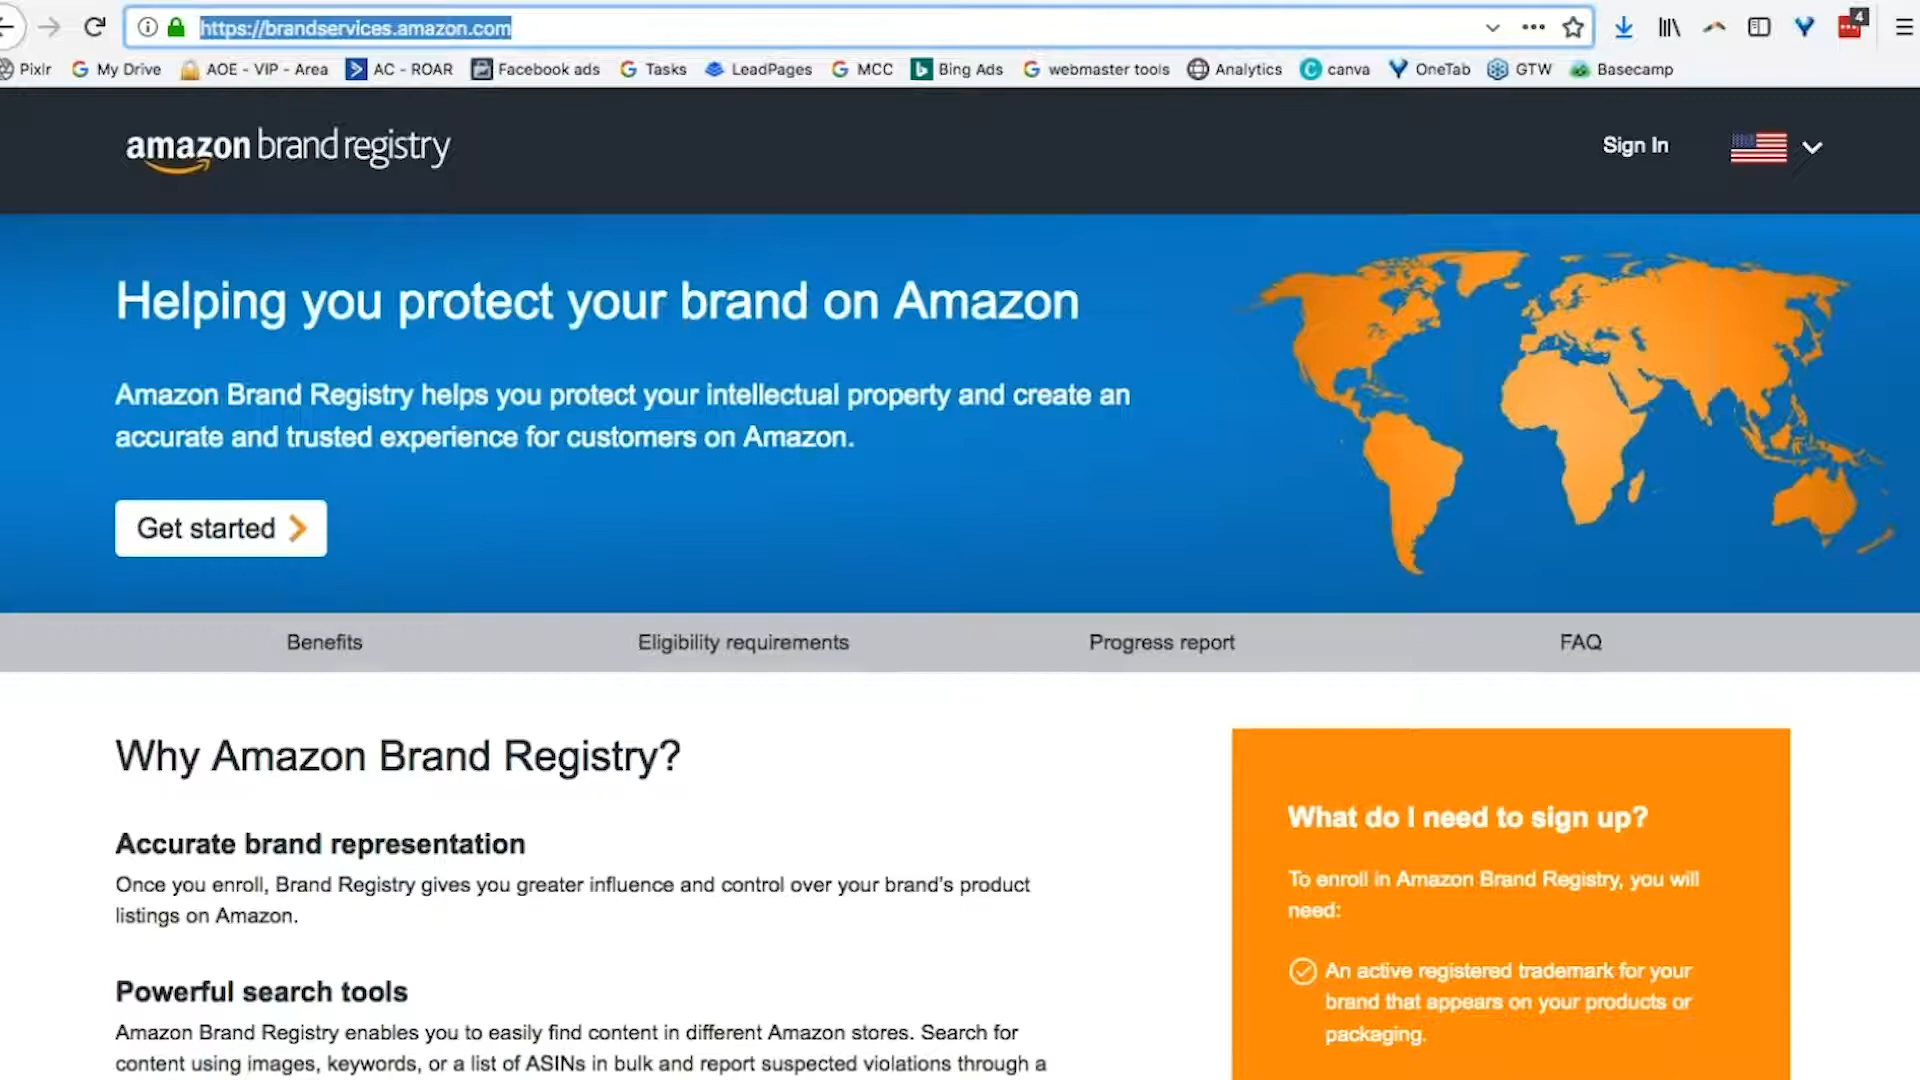 https://brandservices.amazon.com
4
Pixlr My Drive AOE - VIP - Area AC - ROAR Facebook ads Tasks LeadPages MCC Bing Ads webmaster tools Analytics canva OneTab GTW Basecamp
amazon brand registry
Sign In
Helping you protect your brand on Amazon
Amazon Brand Registry helps you protect your intellectual property and create an
accurate and trusted experience for customers on Amazon.
Get started
Benefits Eligibility requirements Progress report FAQ
Why Amazon Brand Registry?
Accurate brand representation
Once you enroll, Brand Registry gives you greater influence and control over your brand's product
listings on Amazon.
Powerful search tools
Amazon Brand Registry enables you to easily find content in different Amazon stores. Search for
content using images, keywords, or a list of ASINs in bulk and report suspected violations through a
What do I need to sign up?
To enroll in Amazon Brand Registry, you will
need:
An active registered trademark for your
brand that appears on your products or
packaging.